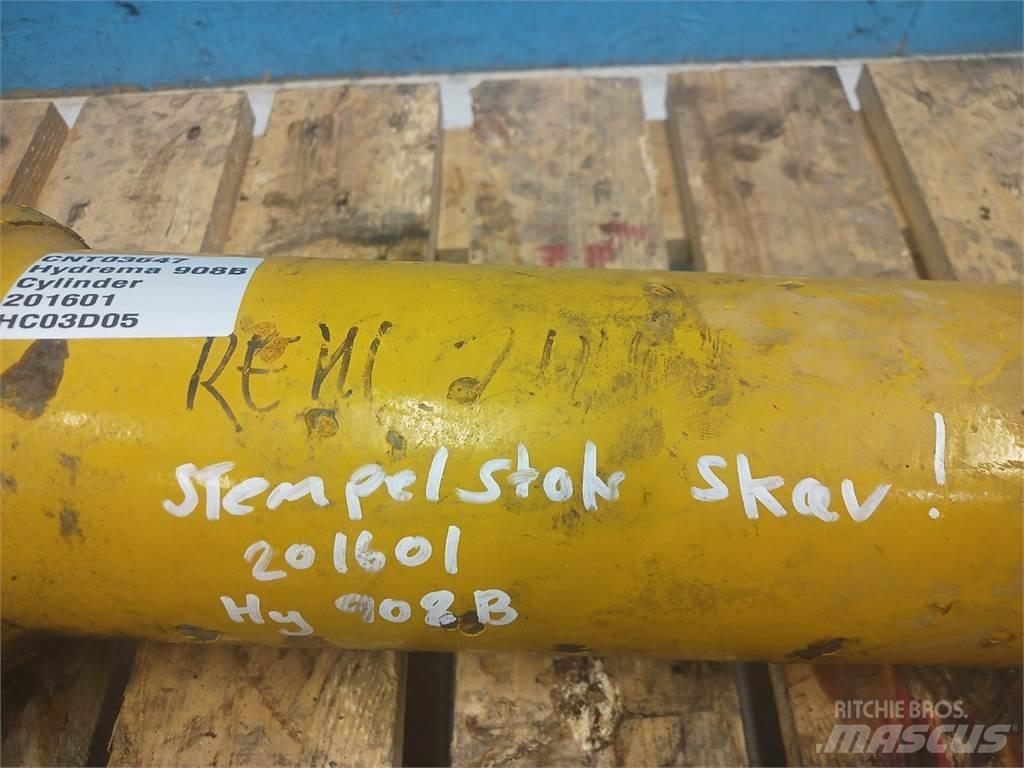 CNT03647
Hydrema 908B
Cylinder
201601
HC03D05
Stempelstok skæv!
201601
Hy 908B
RITCHIE BROS.
MASCUS